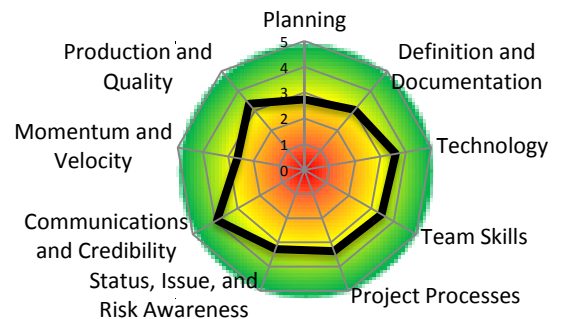 Planning
Definition and
Documentation
Technology
Team Skills
Project Processes
Status, Issue, and
Risk Awareness
Communications
and Credibility
Momentum and
Velocity
Production and
Quality
5
4
3
2
1
0